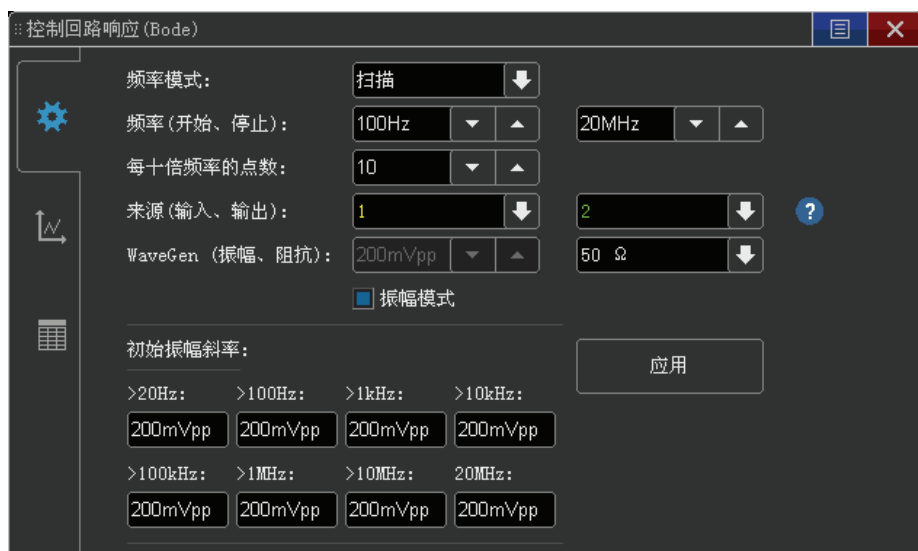 控制回路响应(Bode)
频率模式: 扫描
频率(开始、停止): 100Hz 20MHz
每十倍频率的点数: 10
来源(输入、输出): 1 2 ?
WaveGen (振幅、阻抗): 200mVpp 50 Ω
振幅模式
初始振幅斜率:
应用
>20Hz: >100Hz: >1kHz: >10kHz:
200mVpp 200mVpp 200mVpp 200mVpp
>100kHz: >1MHz: >10MHz: 20MHz:
200mVpp 200mVpp 200mVpp 200mVpp